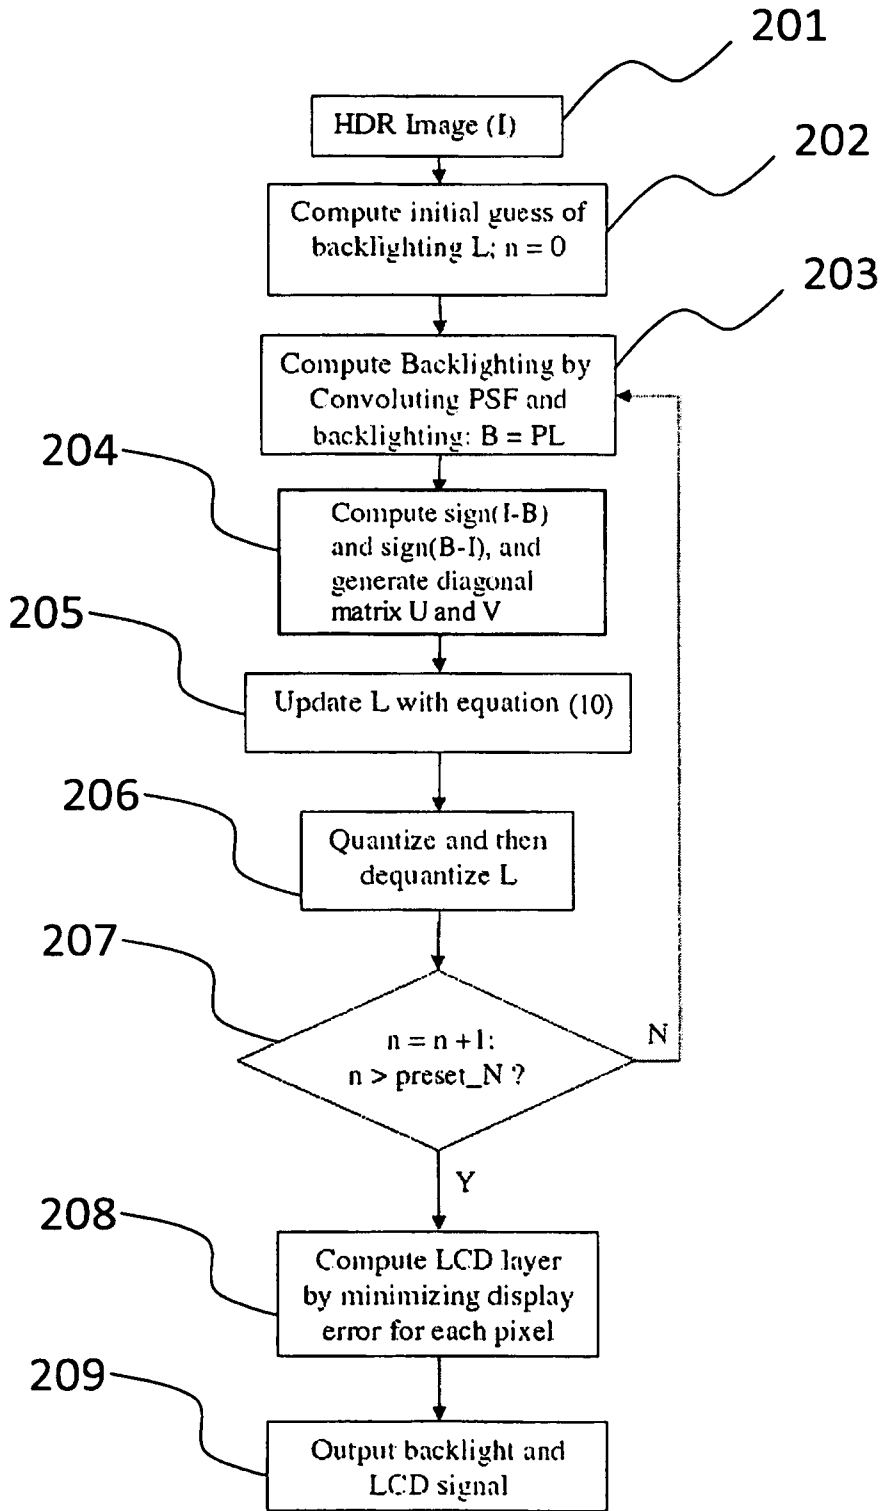 201
HDR Image (I)
202
Compute initial guess of
backlighting L; n = 0
203
Compute Backlighting by
Convoluting PSF and
backlighting: B = PL
204
Compute sign(I-B)
and sign(B-I), and
generate diagonal
matrix U and V
205
Update L with equation (10)
206
Quantize and then
dequantize L
207
n = n +1:
n > preset_N ?
N
Y
208
Compute LCD layer
by minimizing display
error for each pixel
209
Output backlight and
LCD signal